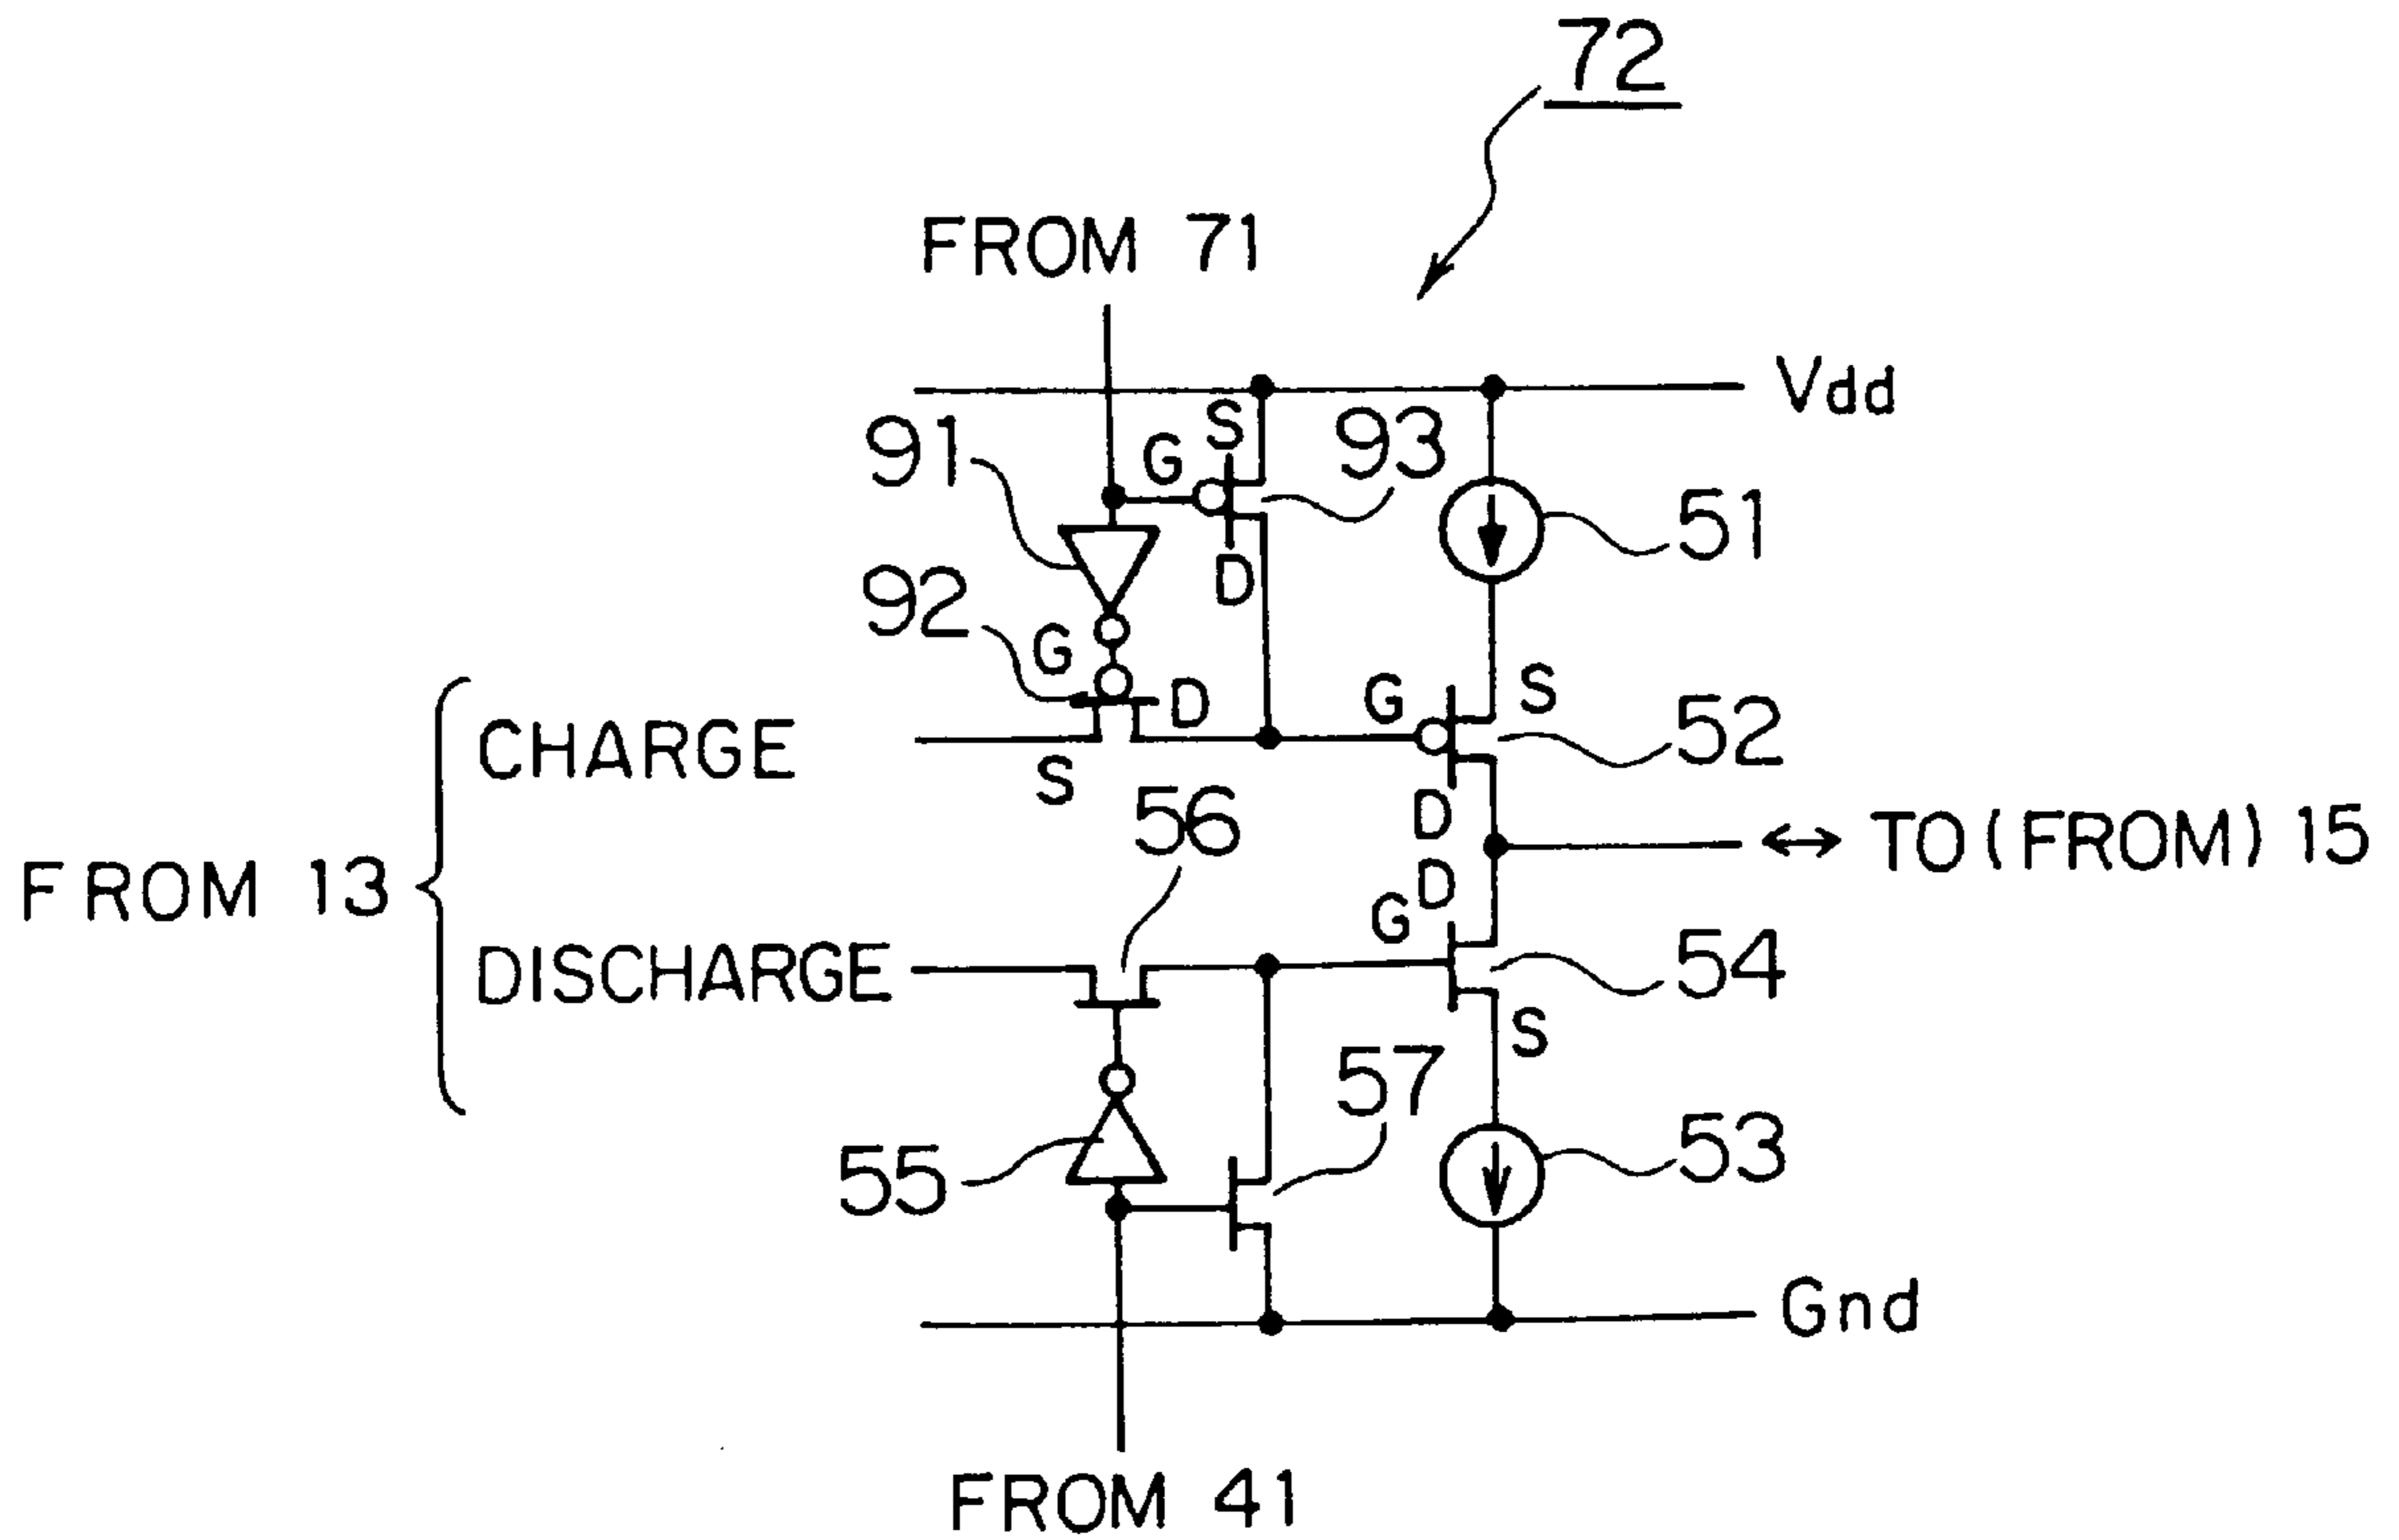 72
FROM 71
Vdd
S
93
91
G
51
D
92
G
D
G
S
52
CHARGE
S
56
D
TO (FROM) 15
FROM 13
D
G
DISCHARGE
54
S
57
53
55
Gnd
FROM 41